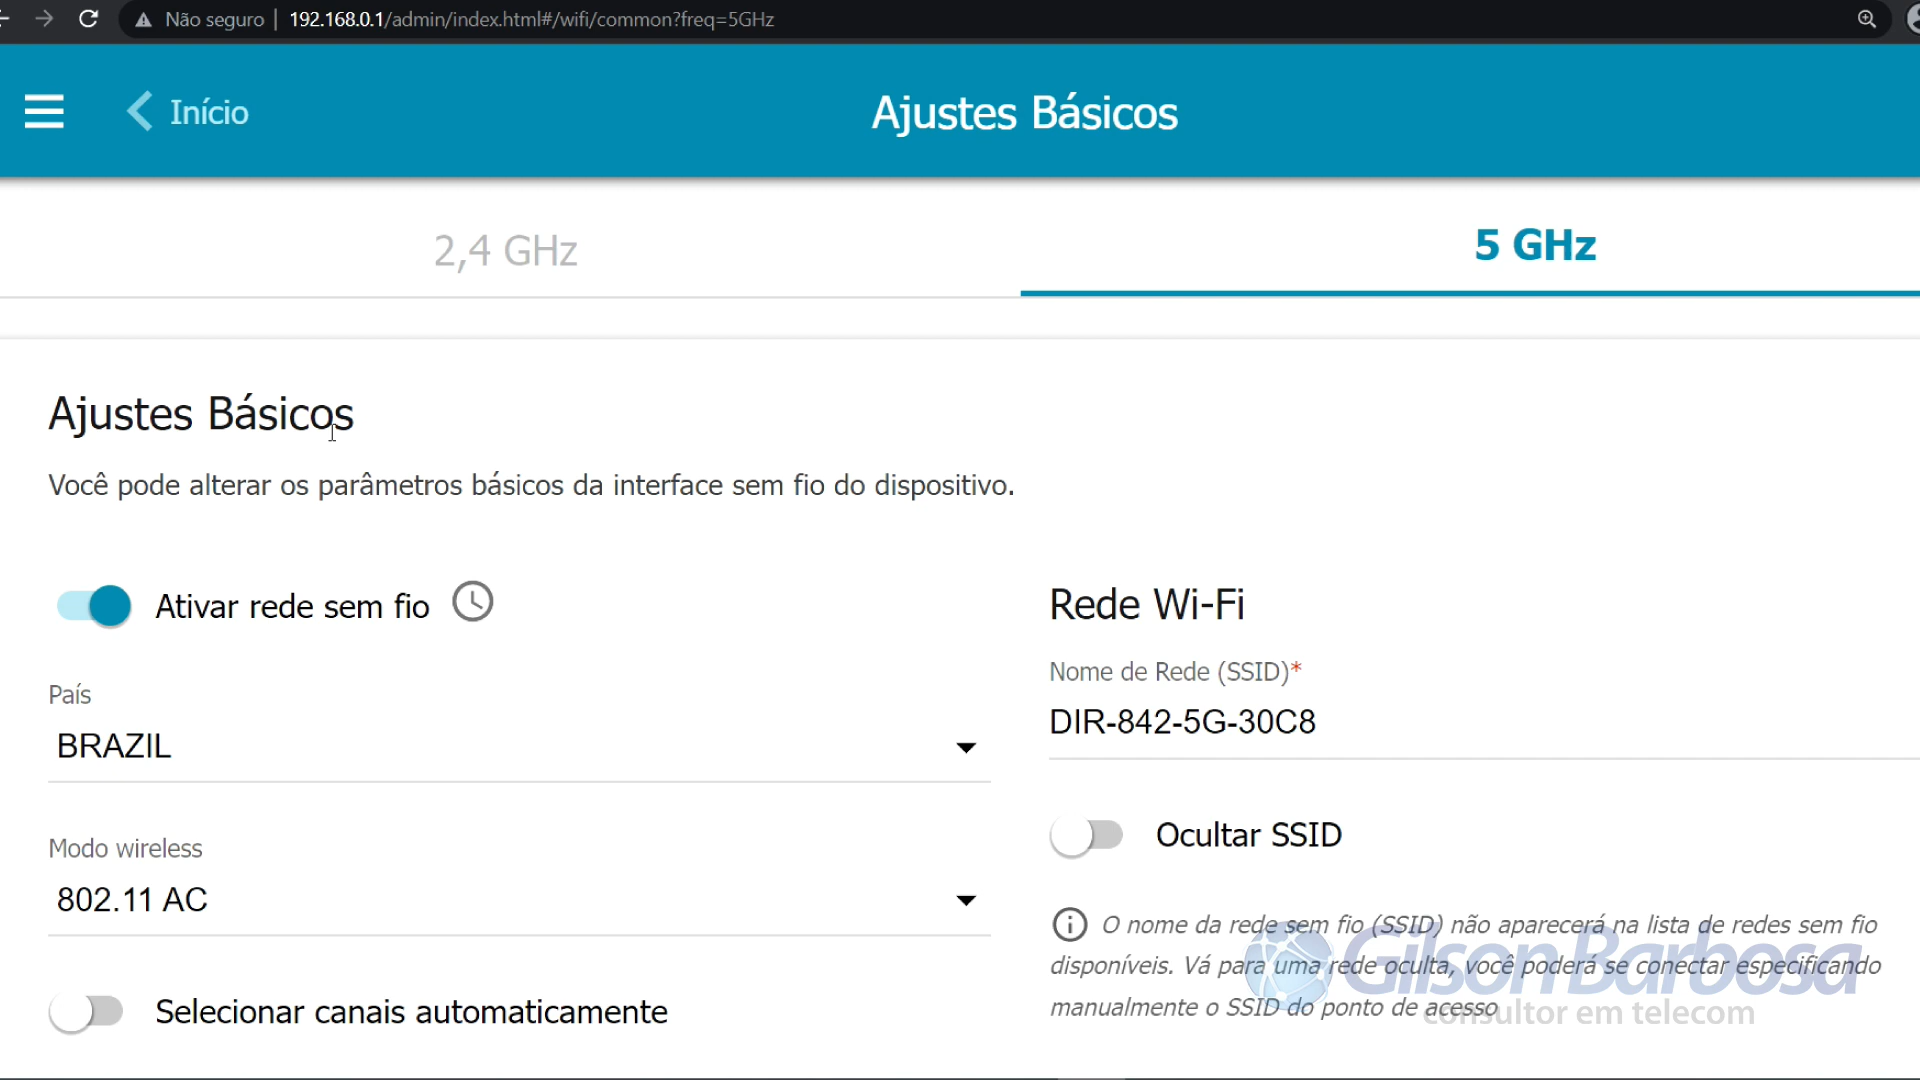 Não seguro | 192.168.0.1/admin/index.html#/wifi/common?freq=5GHz
Início
Ajustes Básicos
2,4 GHz
5 GHz
Ajustes Básicos
Você pode alterar os parâmetros básicos da interface sem fio do dispositivo.
Ativar rede sem fio
País
BRAZIL
Modo wireless
802.11 AC
Selecionar canais automaticamente
Rede Wi-Fi
Nome de Rede (SSID)*
DIR-842-5G-30C8
Ocultar SSID
O nome da rede sem fio (SSID) não aparecerá na lista de redes sem fio
disponíveis. Vá para uma rede oculta, você poderá se conectar especificando
manualmente o SSID do ponto de acesso
Gilson Barbosa
consultor em telecom